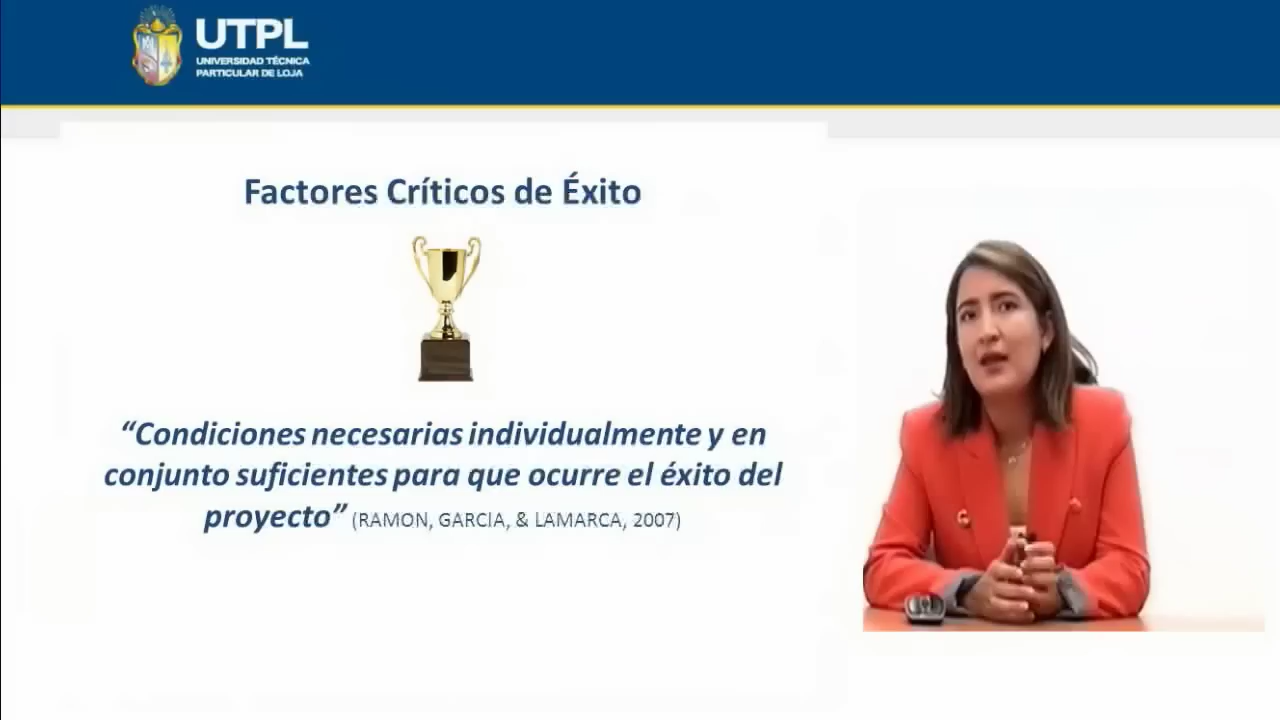 UTPL
UNIVERSIDAD TÉCNICA
PARTICULAR DE LOJA
Factores Críticos de Éxito
“Condiciones necesarias individualmente y en
conjunto suficientes para que ocurre el éxito del
proyecto” (RAMON, GARCIA, & LAMARCA, 2007)